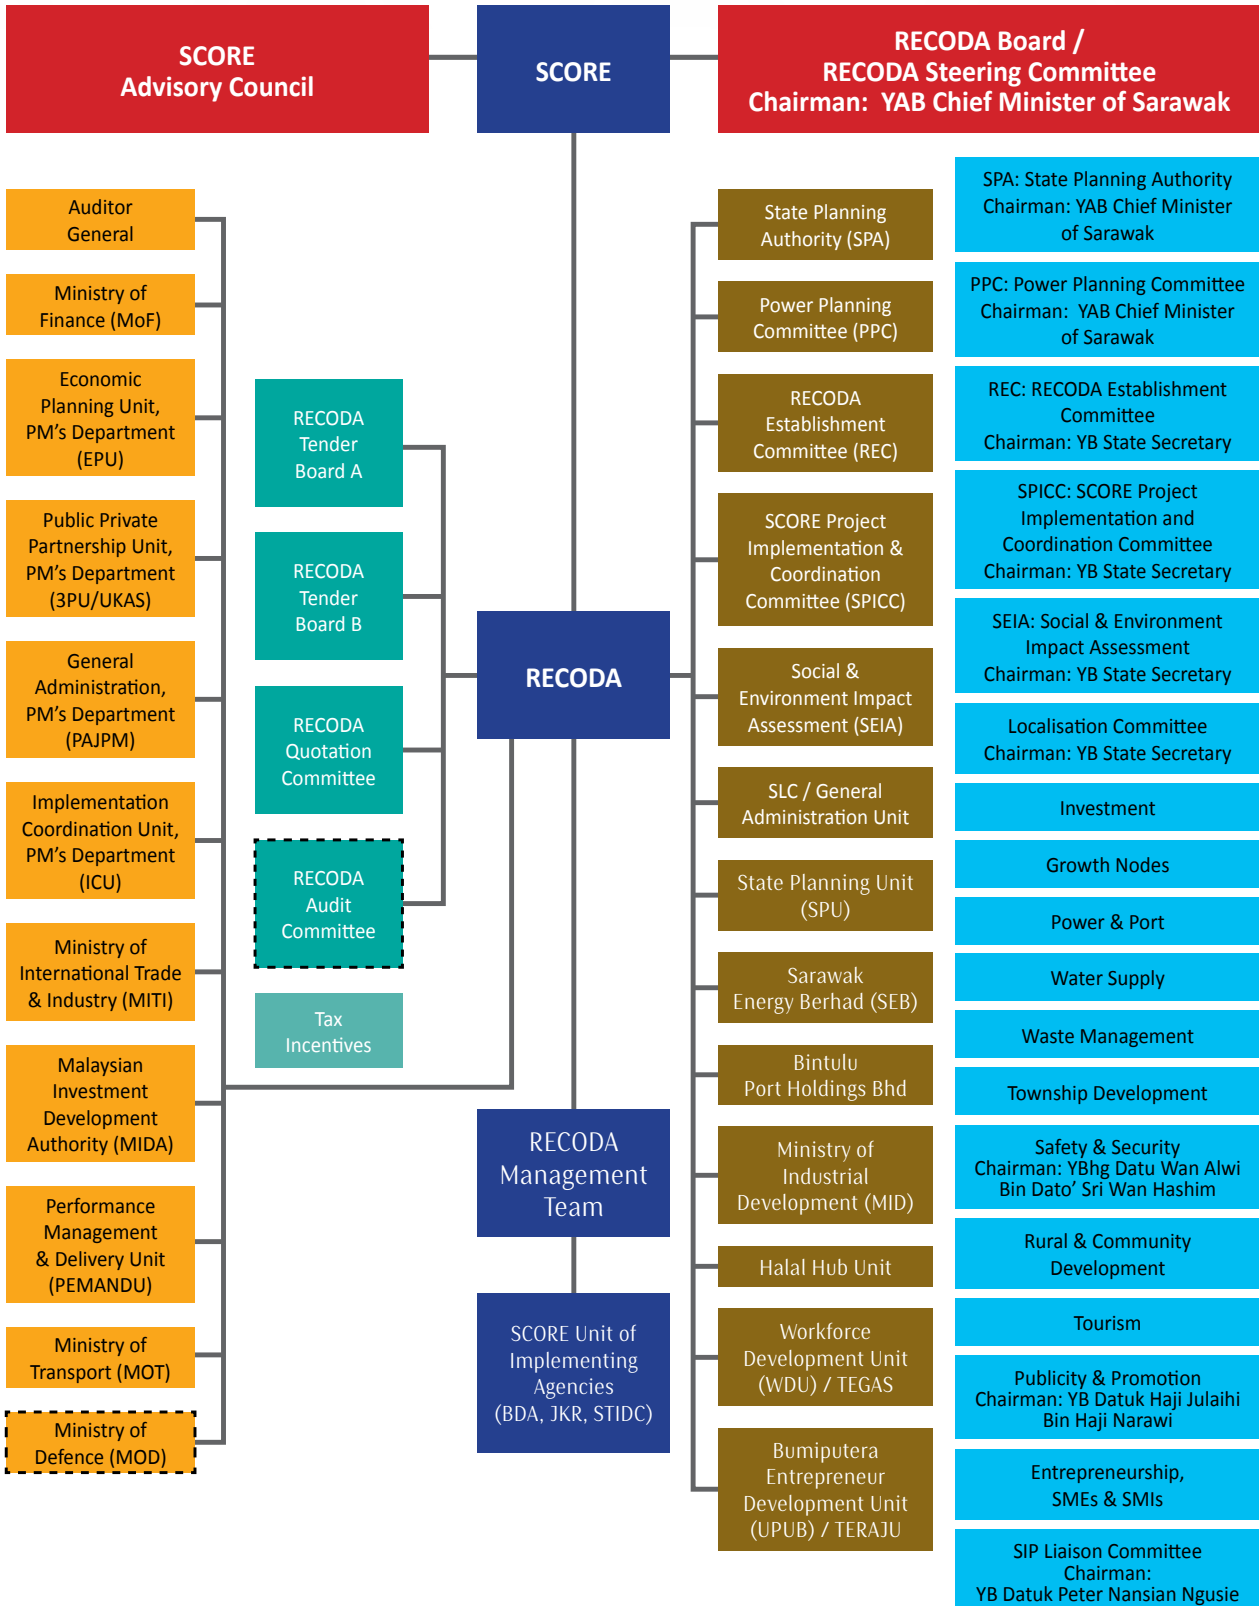 SCORE
Advisory Council
SCORE
RECODA Board /
RECODA Steering Committee
Chairman: YAB Chief Minister of Sarawak
Auditor
General
Ministry of
Finance (MoF)
Economic
Planning Unit,
PM's Department
(EPU)
Public Private
Partnership Unit,
PM's Department
(3PU/UKAS)
General
Administration,
PM's Department
(PAJPM)
Implementation
Coordination Unit,
PM's Department
(ICU)
Ministry of
International Trade
& Industry (MITI)
Malaysian
Investment
Development
Authority (MIDA)
Performance
Management
& Delivery Unit
(PEMANDU)
Ministry of
Transport (MOT)
Ministry of
Defence (MOD)
RECODA
Tender
Board A
RECODA
Tender
Board B
RECODA
Quotation
Committee
RECODA
Audit
Committee
Tax
Incentives
RECODA
RECODA
Management
Team
SCORE Unit of
Implementing
Agencies
(BDA, JKR, STIDC)
State Planning
Authority (SPA)
Power Planning
Committee (PPC)
RECODA
Establishment
Committee (REC)
SCORE Project
Implementation &
Coordination
Committee (SPICC)
Social &
Environment Impact
Assessment (SEIA)
SLC / General
Administration Unit
State Planning Unit
(SPU)
Sarawak
Energy Berhad (SEB)
Bintulu
Port Holdings Bhd
Ministry of
Industrial
Development (MID)
Halal Hub Unit
Workforce
Development Unit
(WDU) / TEGAS
Bumiputera
Entrepreneur
Development Unit
(UPUB) / TERAJU
SPA: State Planning Authority
Chairman: YAB Chief Minister
of Sarawak
PPC: Power Planning Committee
Chairman: YAB Chief Minister
of Sarawak
REC: RECODA Establishment
Committee
Chairman: YB State Secretary
SPICC: SCORE Project
Implementation and
Coordination Committee
Chairman: YB State Secretary
SEIA: Social & Environment
Impact Assessment
Chairman: YB State Secretary
Localisation Committee
Chairman: YB State Secretary
Investment
Growth Nodes
Power & Port
Water Supply
Waste Management
Township Development
Safety & Security
Chairman: YBhg Datu Wan Alwi
Bin Dato' Sri Wan Hashim
Rural & Community
Development
Tourism
Publicity & Promotion
Chairman: YB Datuk Haji Julaihi
Bin Haji Narawi
Entrepreneurship,
SMEs & SMIs
SIP Liaison Committee
Chairman:
YB Datuk Peter Nansian Ngusie